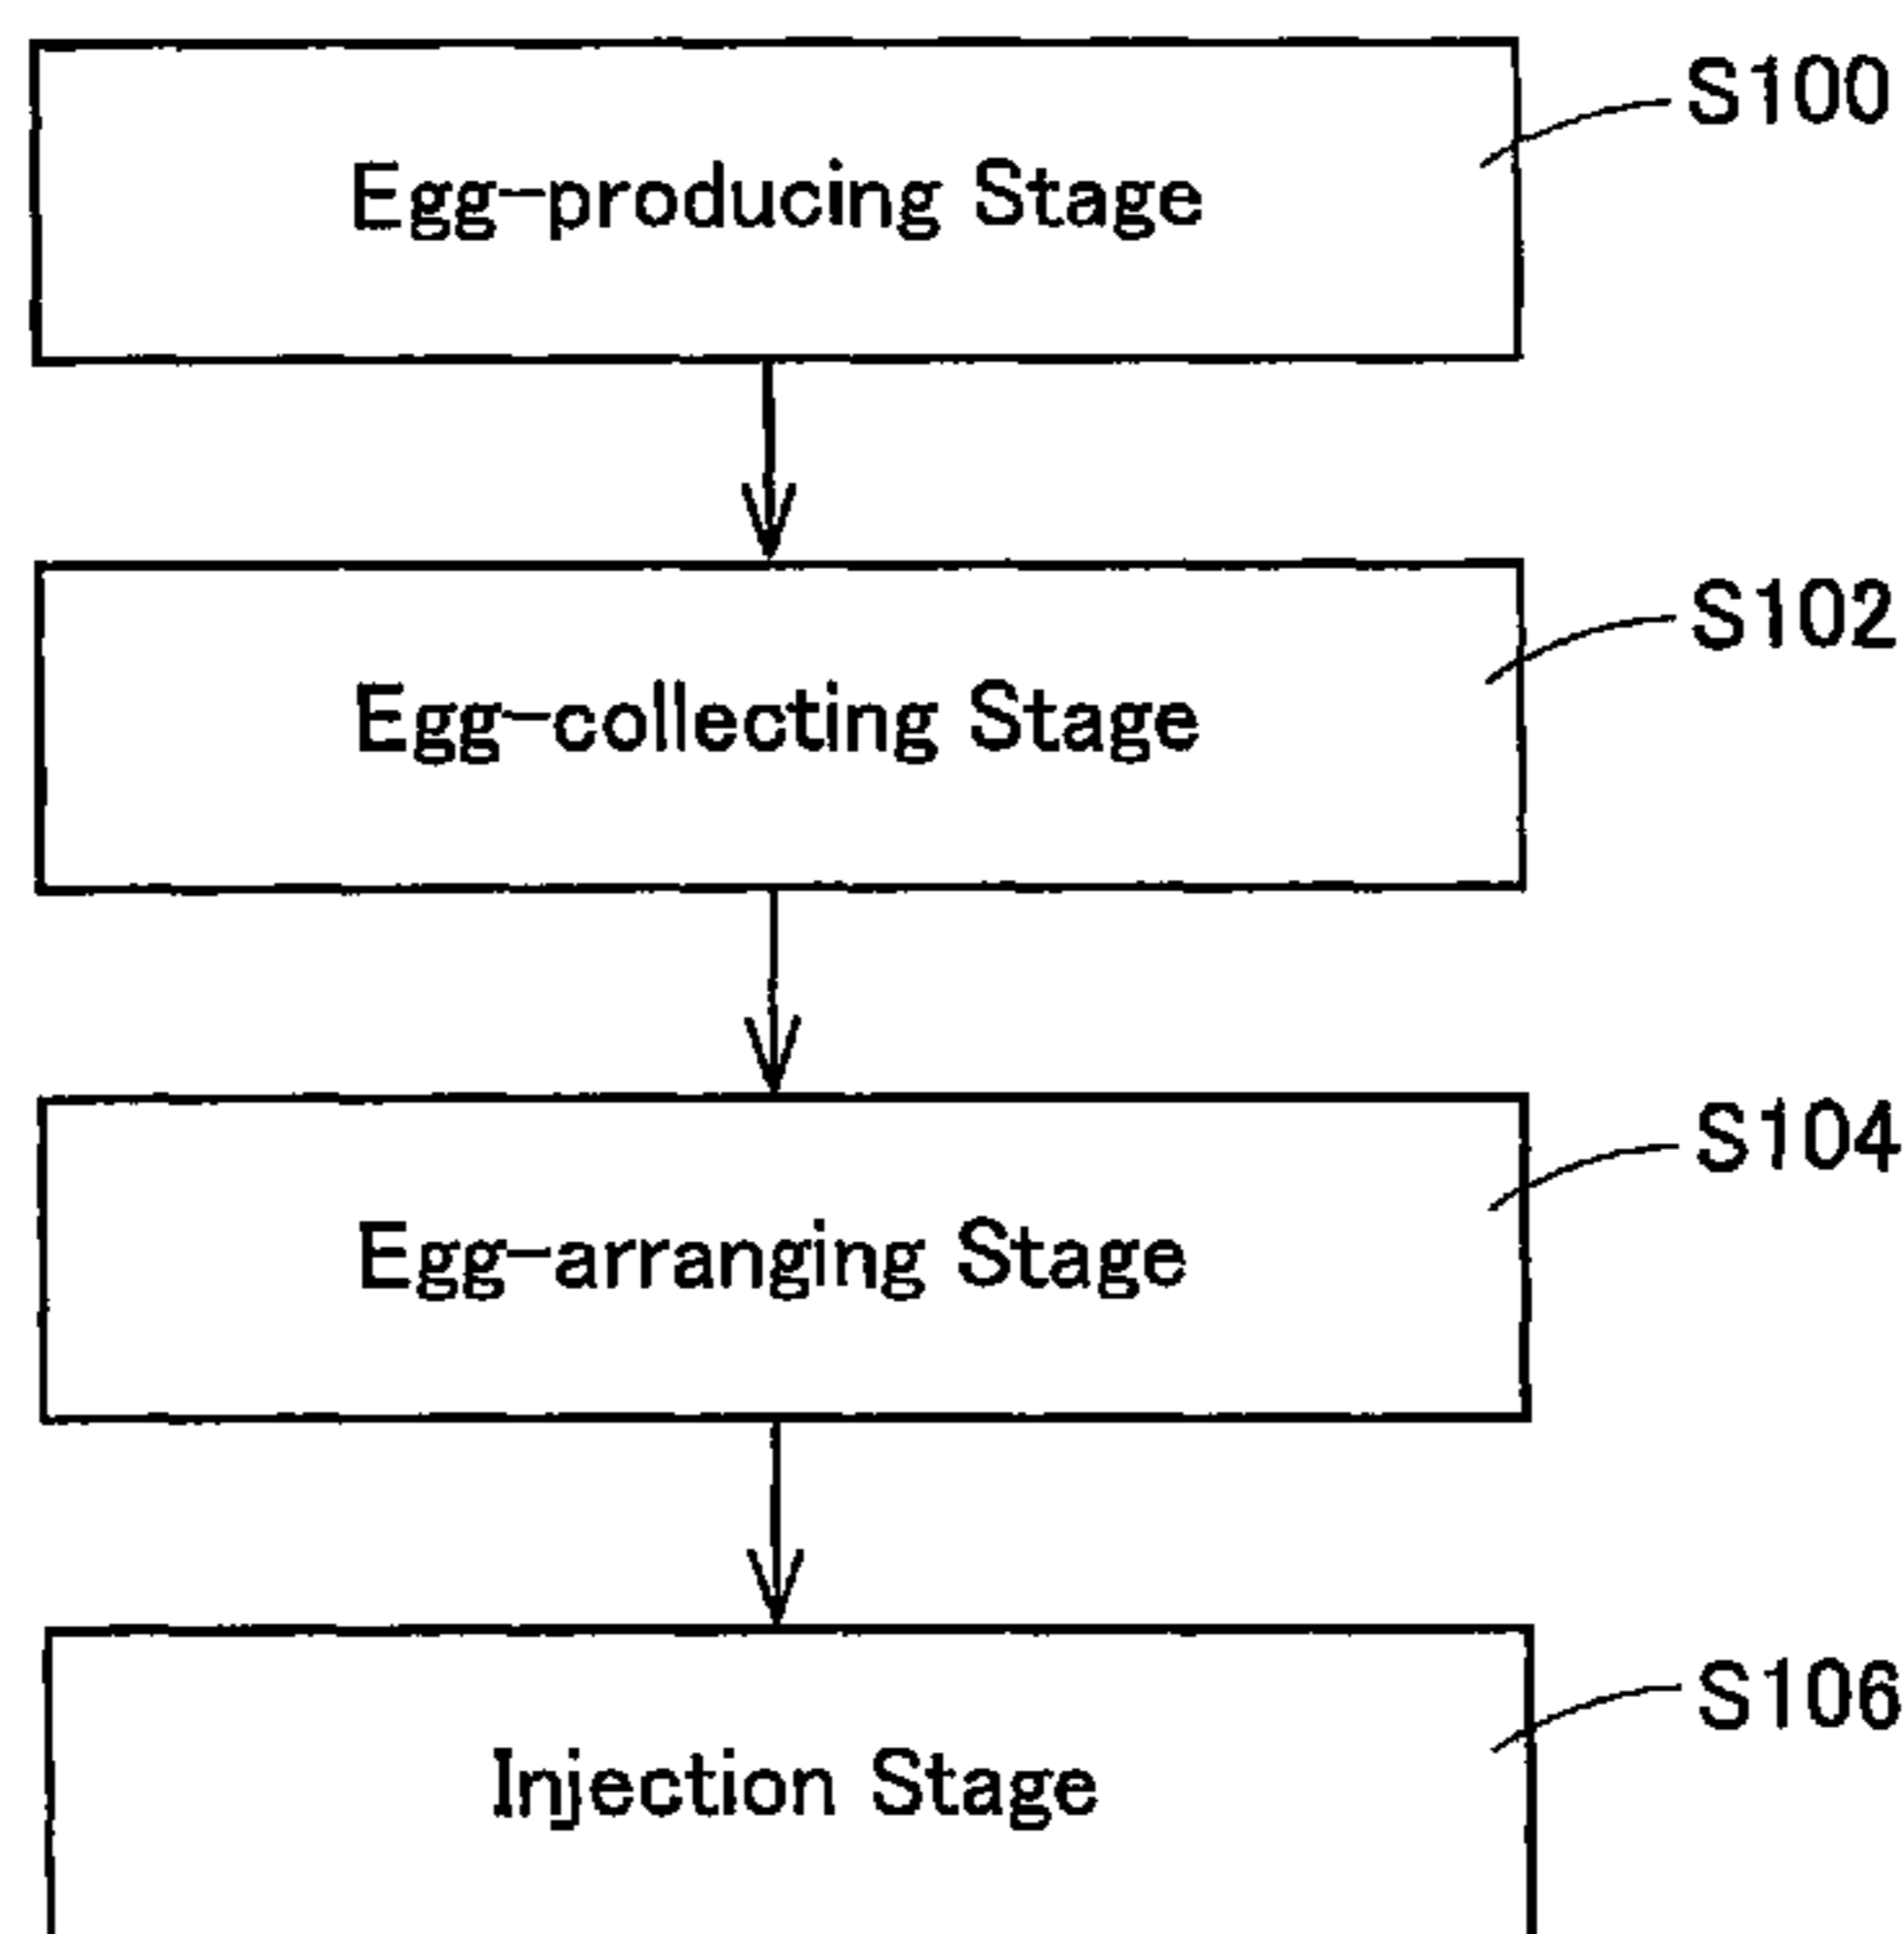 S100
Egg-producing Stage
S102
Egg-collecting Stage
S104
Egg-arranging Stage
S106
Injection Stage